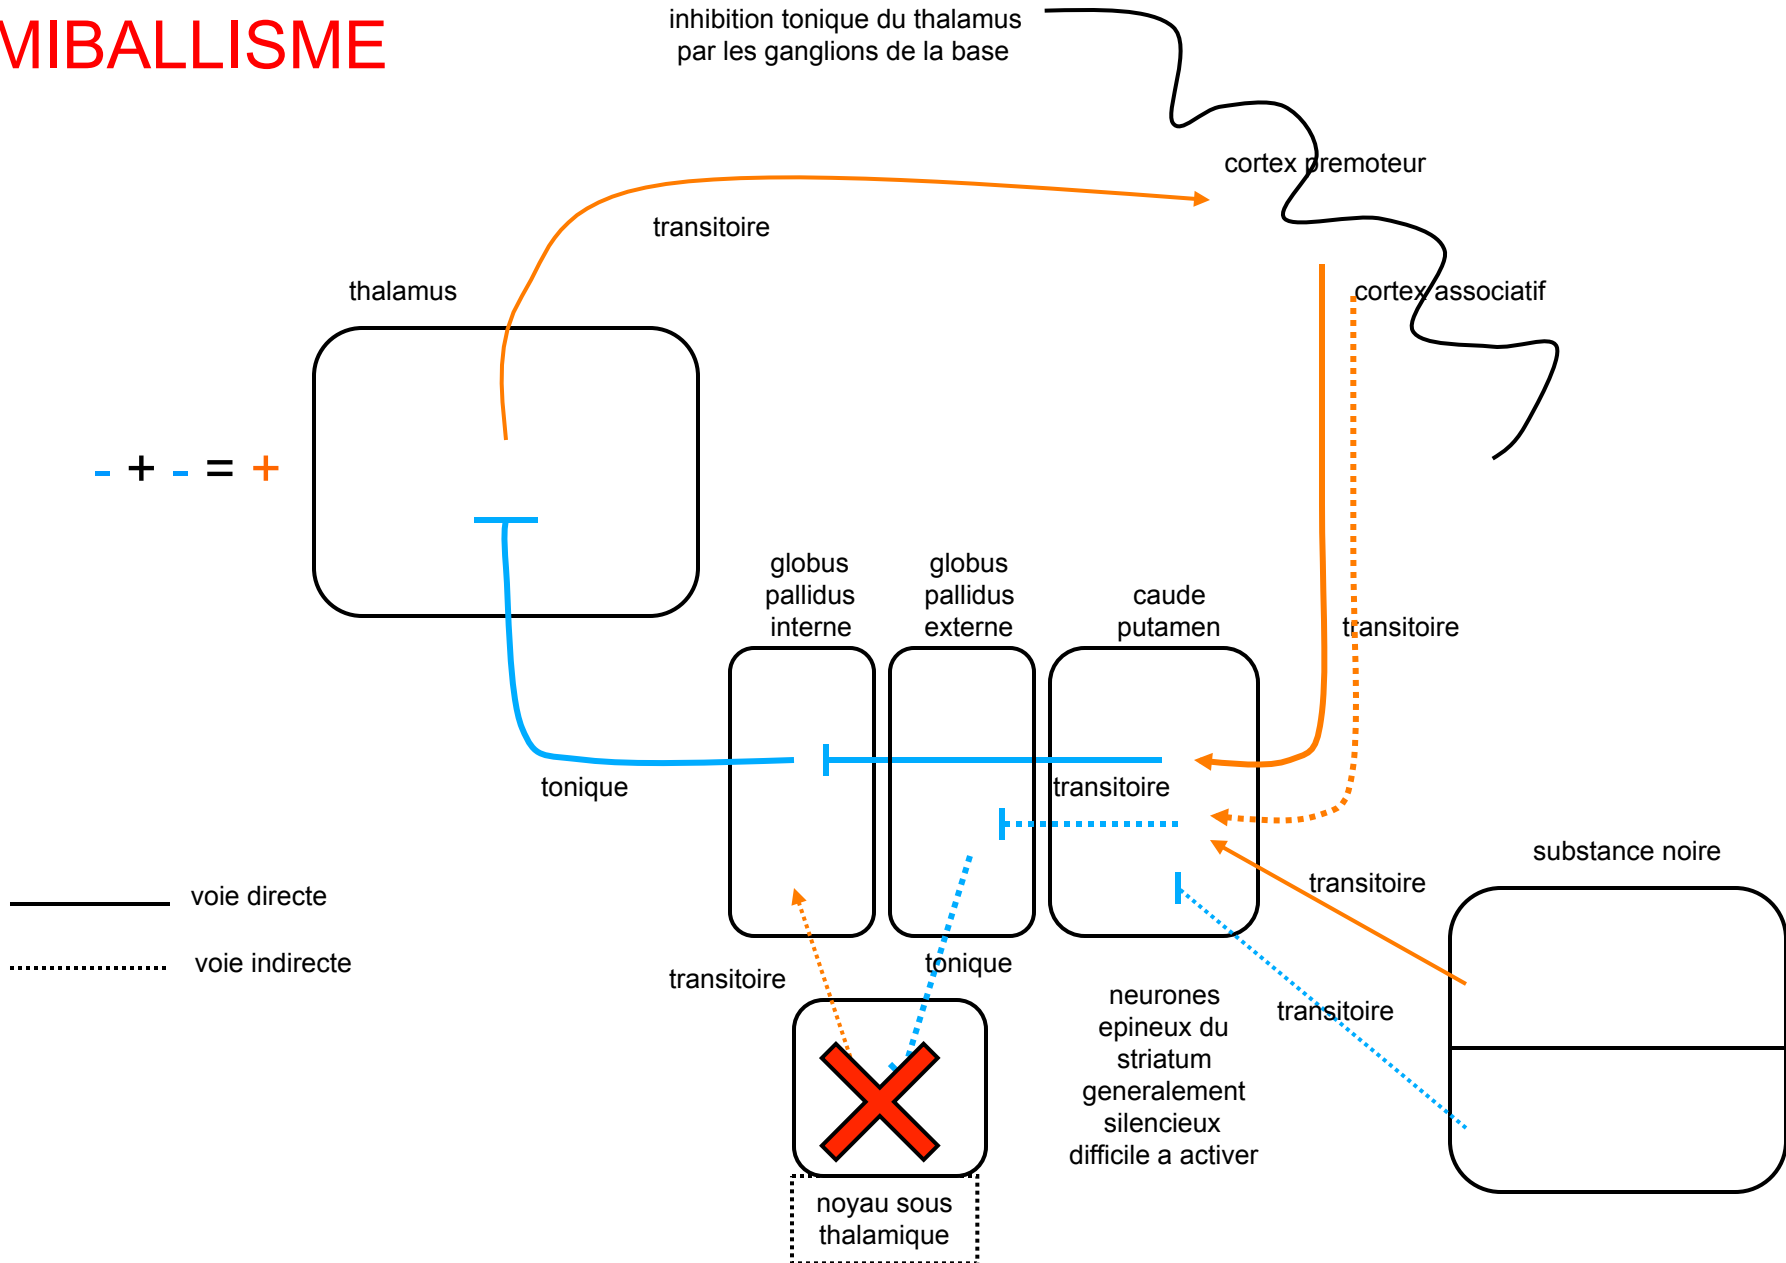 MIBALLISME
inhibition tonique du thalamus
par les ganglions de la base
cortex premoteur
transitoire
thalamus
cortex associatif
- + - = +
globus
pallidus
interne
globus
pallidus
externe
caude
putamen
transitoire
tonique
transitoire
substance noire
transitoire
voie directe
voie indirecte
transitoire
tonique
neurones
epineux du
striatum
generalement
silencieux
difficile a activer
transitoire
noyau sous
thalamique